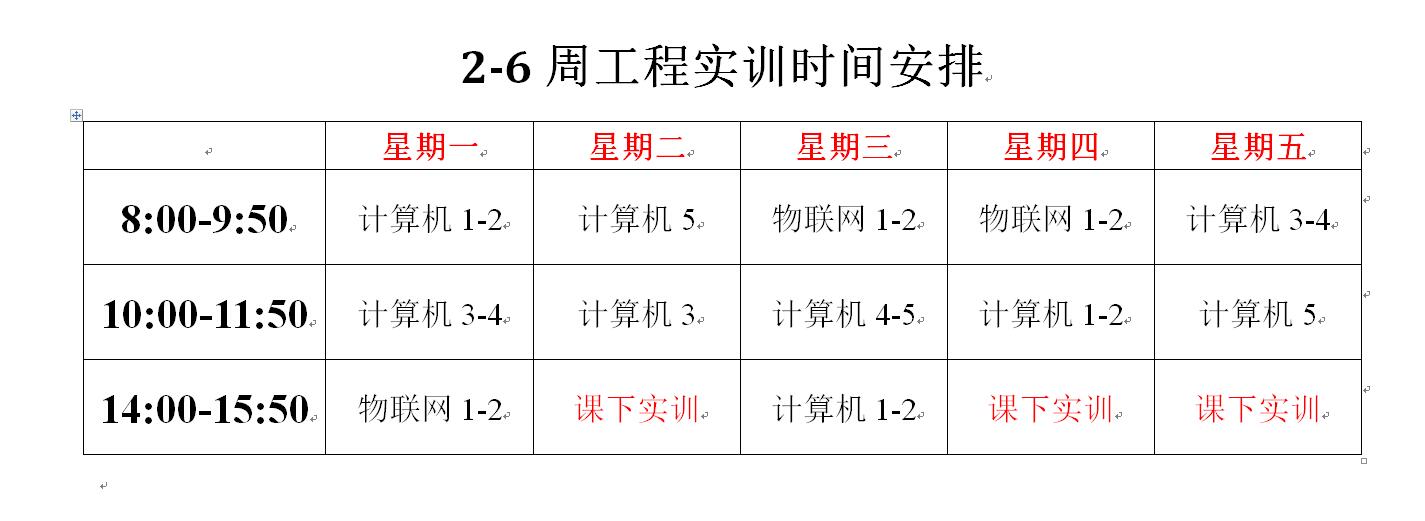 2-6 周工程实训时间安排
星期一 星期二 星期三 星期四 星期五
8:00-9:50 计算机 1-2 计算机 5 物联网 1-2 物联网 1-2 计算机 3-4
10:00-11:50 计算机 3-4 计算机 3 计算机 4-5 计算机 1-2 计算机 5
14:00-15:50 物联网 1-2 课下实训 计算机 1-2 课下实训 课下实训